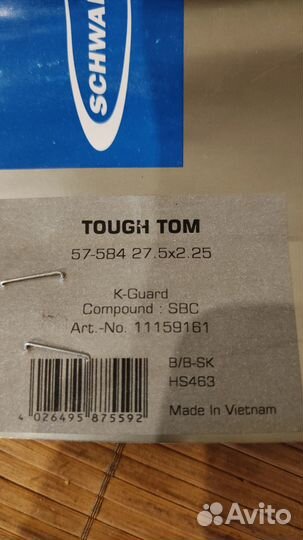 SCHWAL
TOUGH TOM
57-584 27.5x2.25
K-Guard
Compound : SBC
Art.-No. 11159161
B/B-SK
HS463
4 026495 875592
Made In Vietnam
Avito